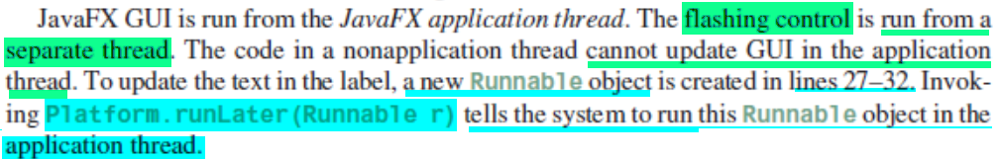 JavaFX GUI is run from the JavaFX application thread. The flashing control is run from a
separate thread. The code in a nonapplication thread cannot update GUI in the application
thread. To update the text in the label, a new Runnable object is created in lines 27–32. Invok-
ing Platform.runLater(Runnable r) tells the system to run this Runnable object in the
application thread.